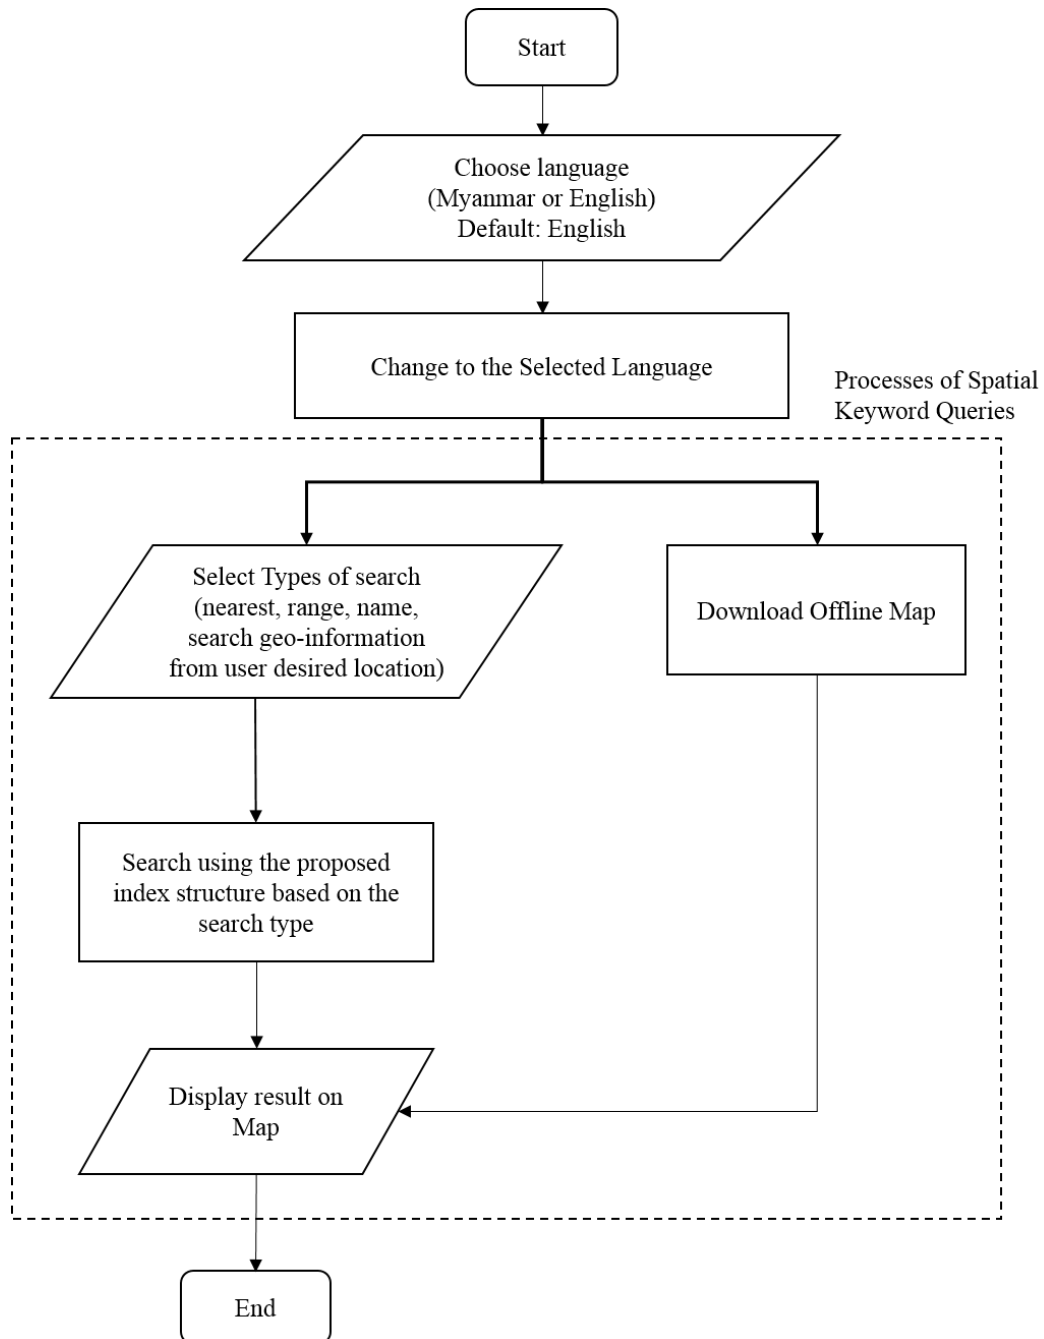 Start
Choose language
(Myanmar or English)
Default: English
Change to the Selected Language
Processes of Spatial
Keyword Queries
Select Types of search
(nearest, range, name,
search geo-information
from user desired location)
Download Offline Map
Search using the proposed
index structure based on the
search type
Display result on
Map
End